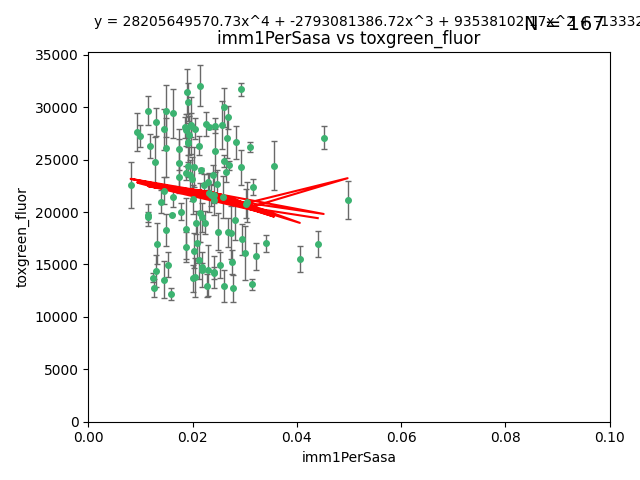 y = 28205649570.73x^4 + -2793081386.72x^3 +
N = 167
imm1PerSasa vs toxgreen_fluor
35000
30000
25000
20000
15000
10000
5000
0
toxgreen_fluor
0.00 0.02 0.04 0.06 0.08 0.10
imm1PerSasa